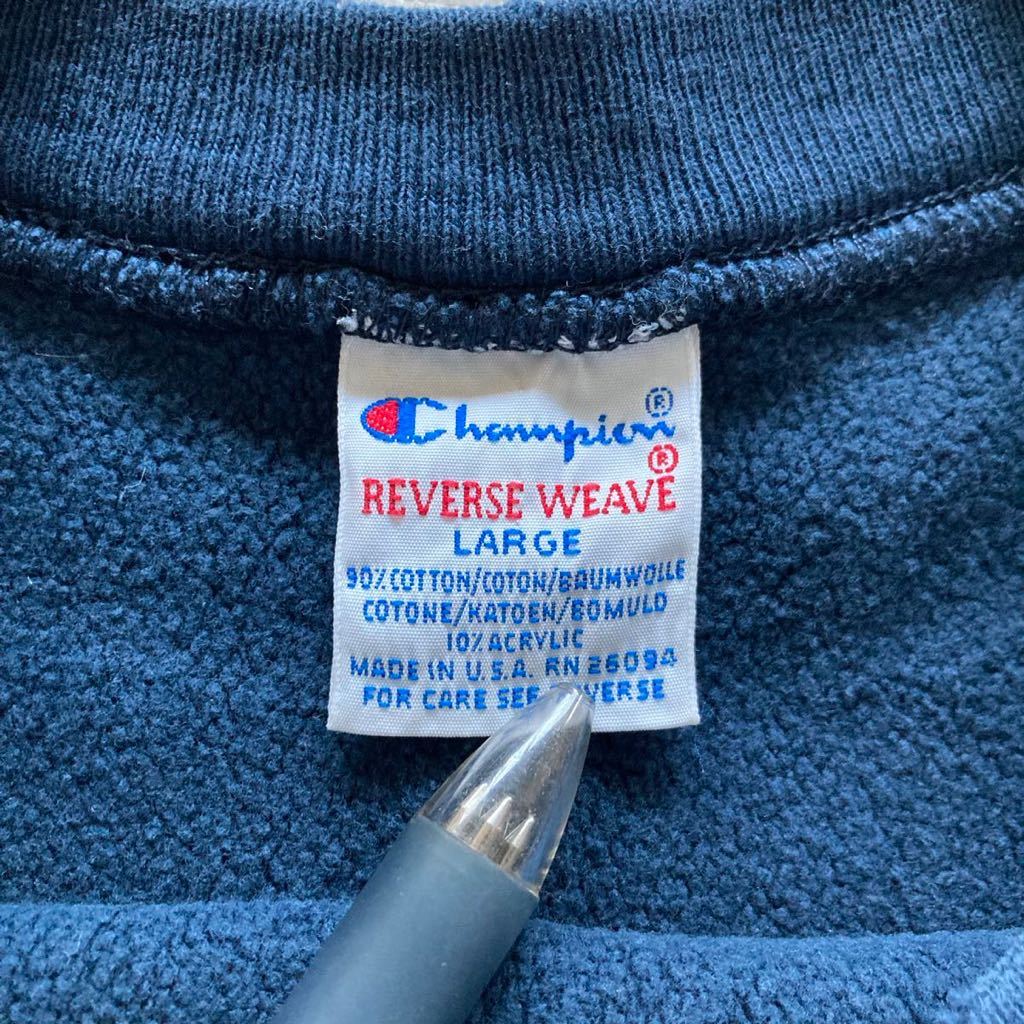 Champion®
REVERSE WEAVE®
LARGE
90% COTTON/COTON/BAUMWOLLE
COTONE/KATOEN/BOMULD
10% ACRYLIC
MADE IN U.S.A. RN 26094
FOR CARE SEE